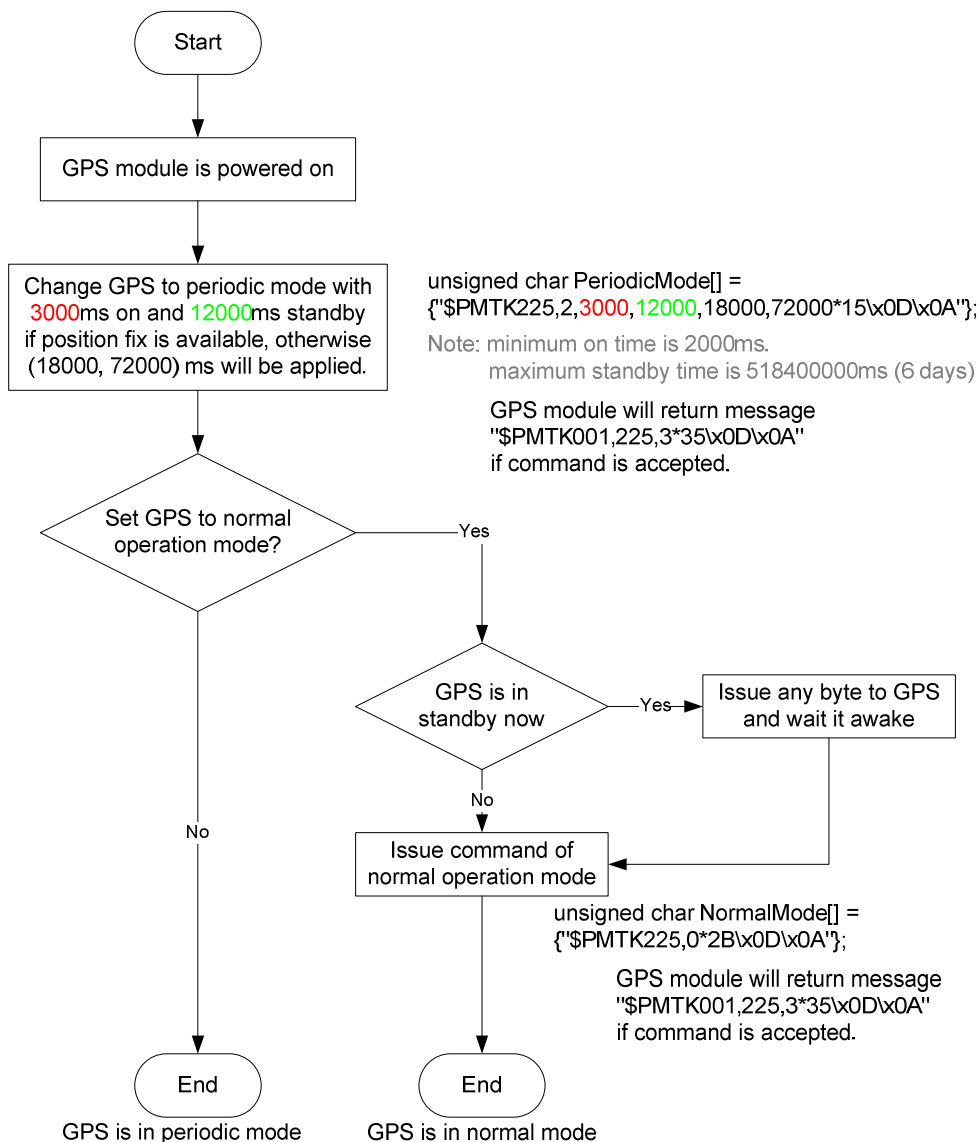 Start
GPS module is powered on
Change GPS to periodic mode with
3000ms on and 12000ms standby
if position fix is available, otherwise
(18000, 72000) ms will be applied.
unsigned char PeriodicMode[] =
{"$PMTK225,2,3000,12000,18000,72000*15\x0D\x0A"};
Note: minimum on time is 2000ms.
maximum standby time is 518400000ms (6 days)
GPS module will return message
"$PMTK001,225,3*35\x0D\x0A"
if command is accepted.
Set GPS to normal
operation mode?
Yes
GPS is in
standby now
Yes
Issue any byte to GPS
and wait it awake
No
No
Issue command of
normal operation mode
unsigned char NormalMode[] =
{"$PMTK225,0*2B\x0D\x0A"};
GPS module will return message
"$PMTK001,225,3*35\x0D\x0A"
if command is accepted.
End
End
GPS is in periodic mode
GPS is in normal mode